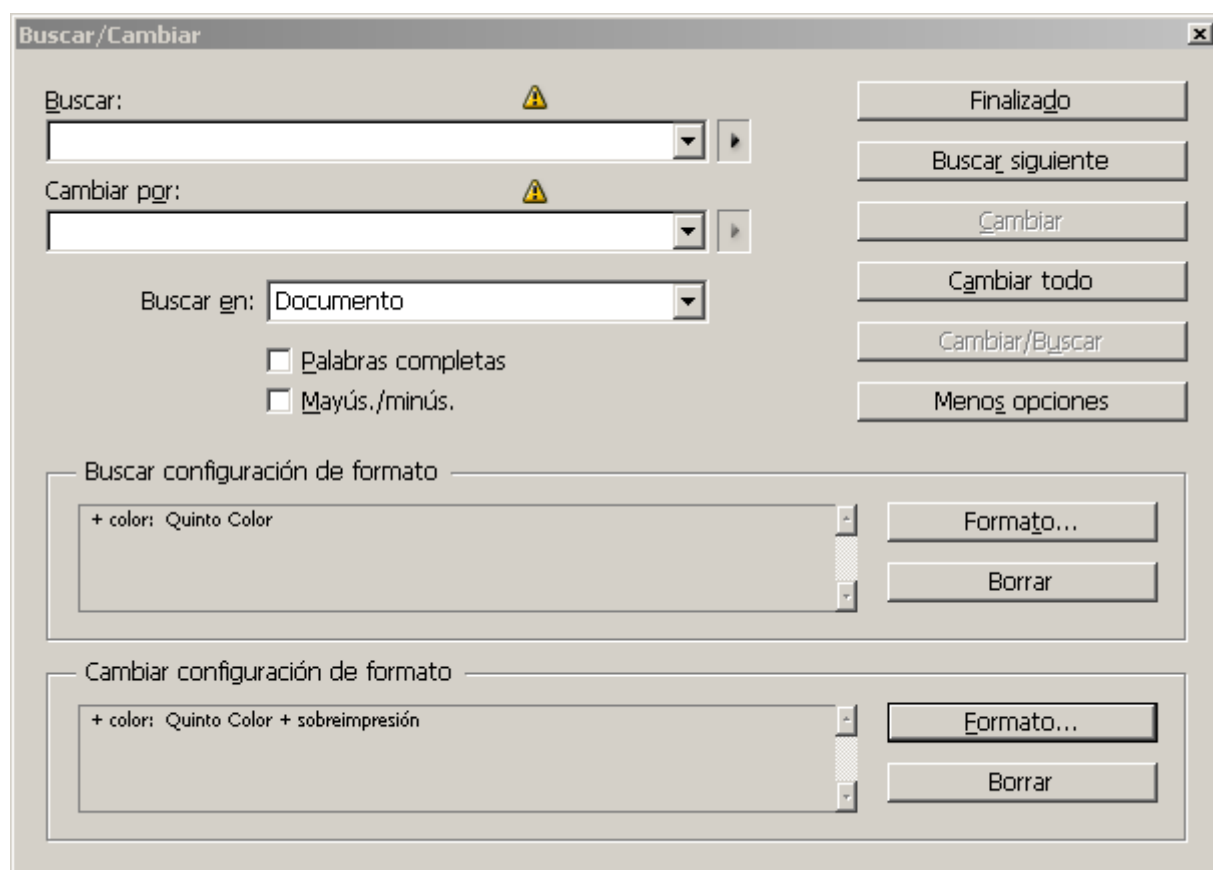 Buscar/Cambiar
Buscar:
Finalizado
Buscar siguiente
Cambiar por:
Cambiar
Buscar en: Documento
Cambiar todo
Palabras completas
Cambiar/Buscar
Mayús./minús.
Menos opciones
Buscar configuración de formato
+ color: Quinto Color
Formato...
Borrar
Cambiar configuración de formato
+ color: Quinto Color + sobreimpresión
Formato...
Borrar